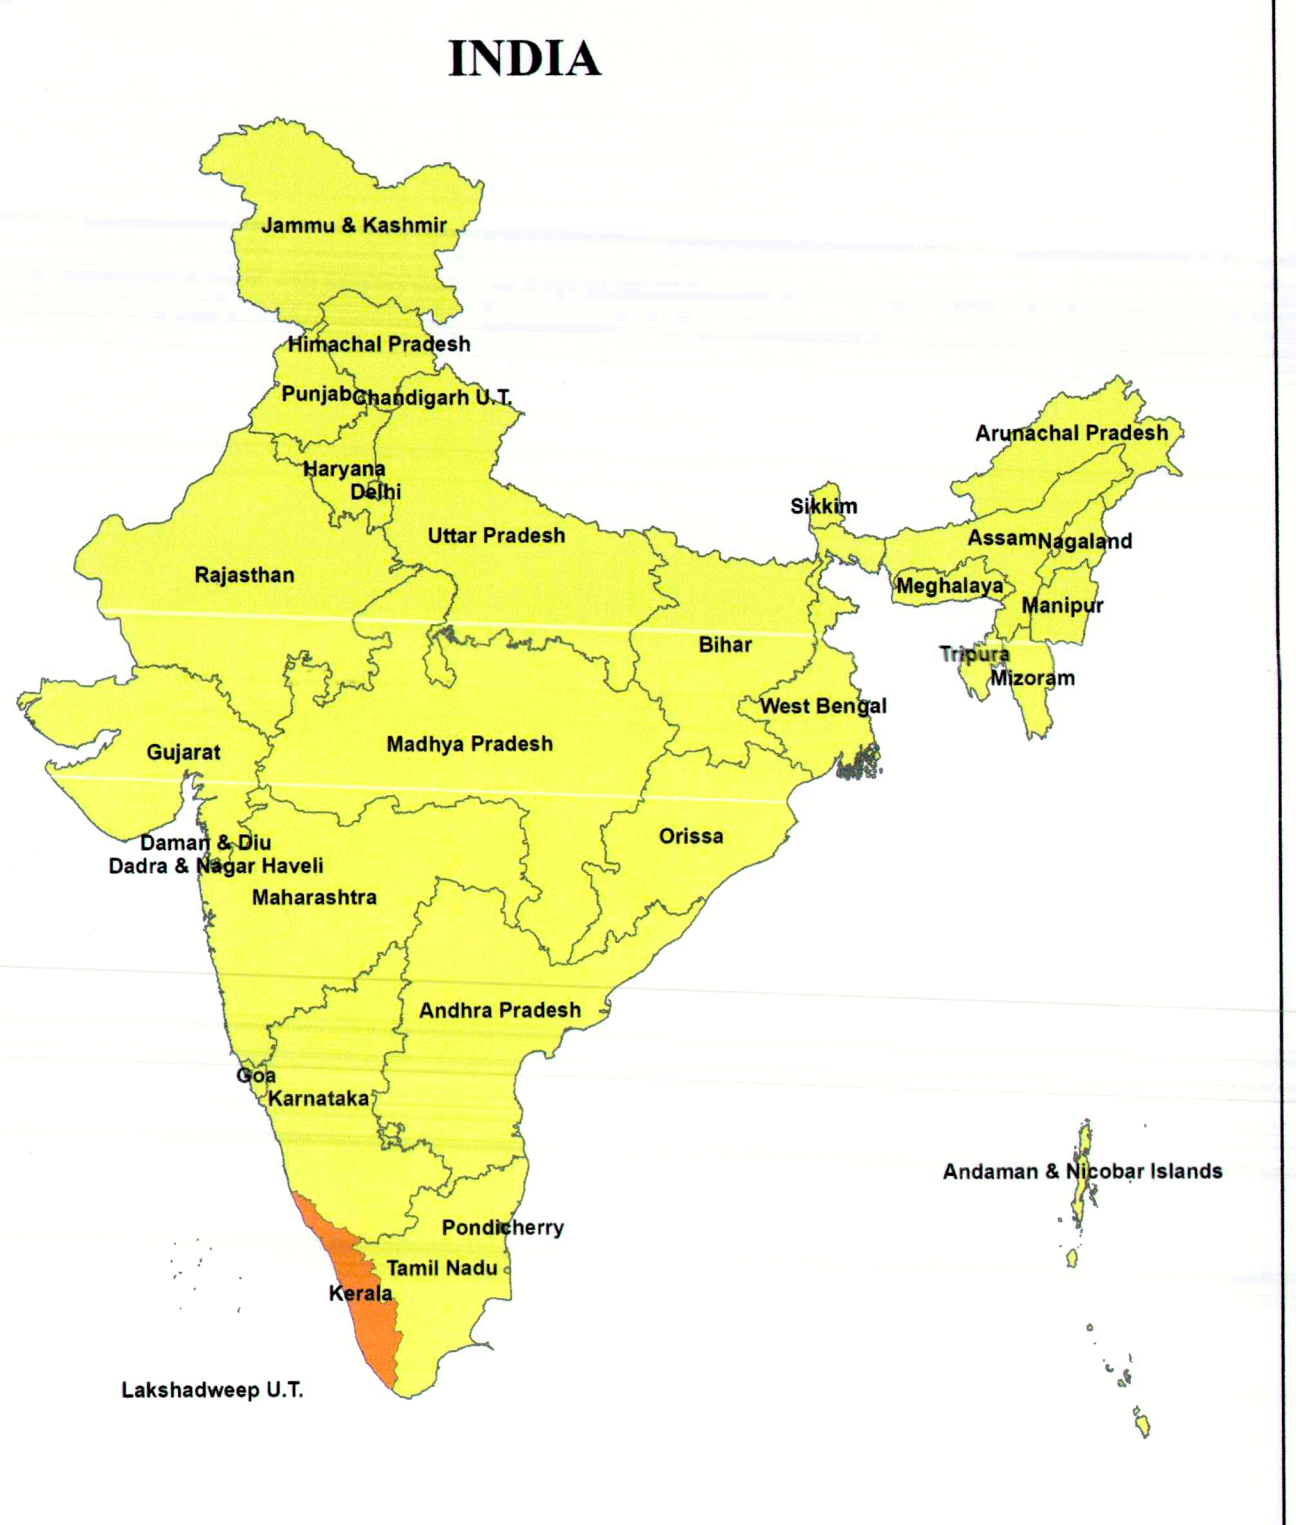 INDIA
Jammu & Kashmir
Himachal Pradesh
Punjab
Chandigarh U.T.
Arunachal Pradesh
Haryana
Delhi
Sikkim
Uttar Pradesh
Assam
Nagaland
Rajasthan
Meghalaya
Manipur
Bihar
Tripura
Mizoram
West Bengal
Madhya Pradesh
Gujarat
Orissa
Daman & Diu
Dadra & Nagar Haveli
Maharashtra
Andhra Pradesh
Goa
Karnataka
Andaman & Nicobar Islands
Pondicherry
Tamil Nadu
Kerala
Lakshadweep U.T.